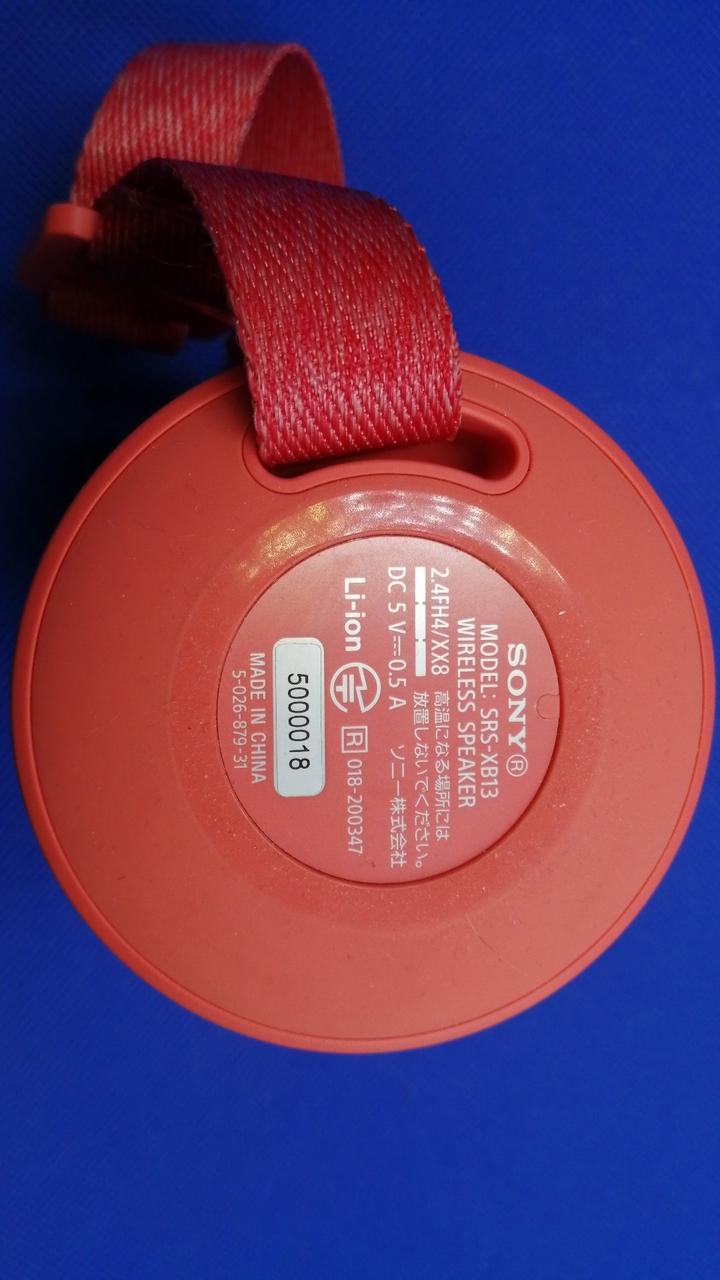 SONY®
MODEL: SRS-XB13
WIRELESS SPEAKER
2.4FH4/XX8
高温になる場所には
放置しないでください。
DC 5 V⎓0.5 A
ソニー株式会社
Li-ion
R 018-200347
5000018
MADE IN CHINA
5-026-879-31